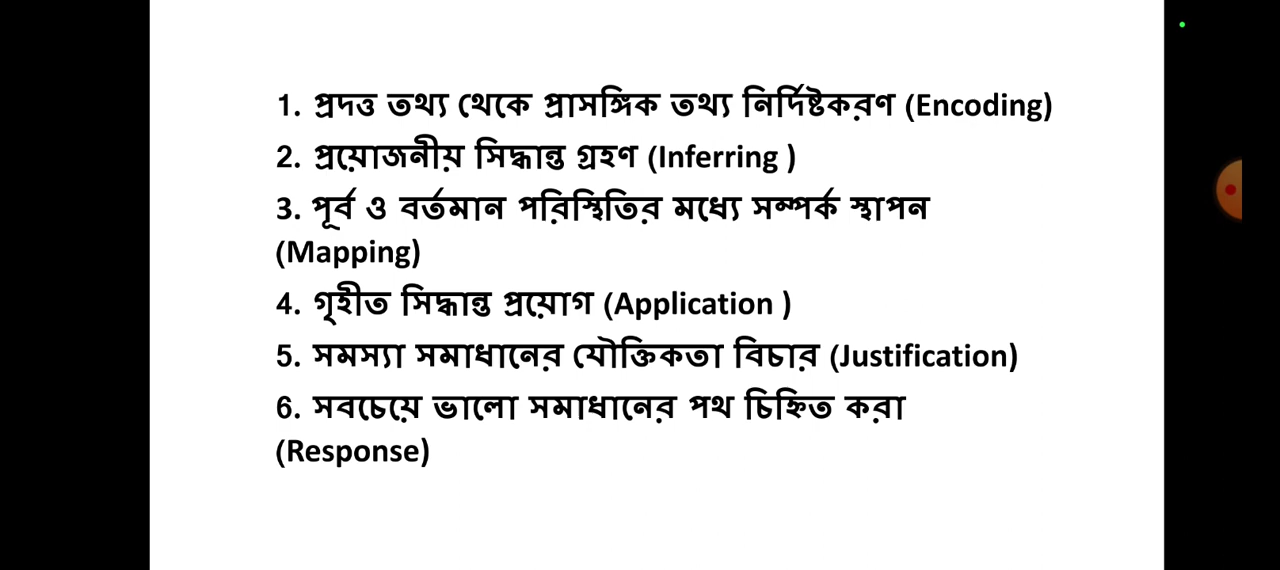 1. প্রদত্ত তথ্য থেকে প্রাসঙ্গিক তথ্য নির্দিষ্টকরণ (Encoding)
2. প্রয়োজনীয় সিদ্ধান্ত গ্রহণ (Inferring )
3. পূর্ব ও বর্তমান পরিস্থিতির মধ্যে সম্পর্ক স্থাপন
(Mapping)
4. গৃহীত সিদ্ধান্ত প্রয়োগ (Application )
5. সমস্যা সমাধানের যৌক্তিকতা বিচার (Justification)
6. সবচেয়ে ভালো সমাধানের পথ চিহ্নিত করা
(Response)